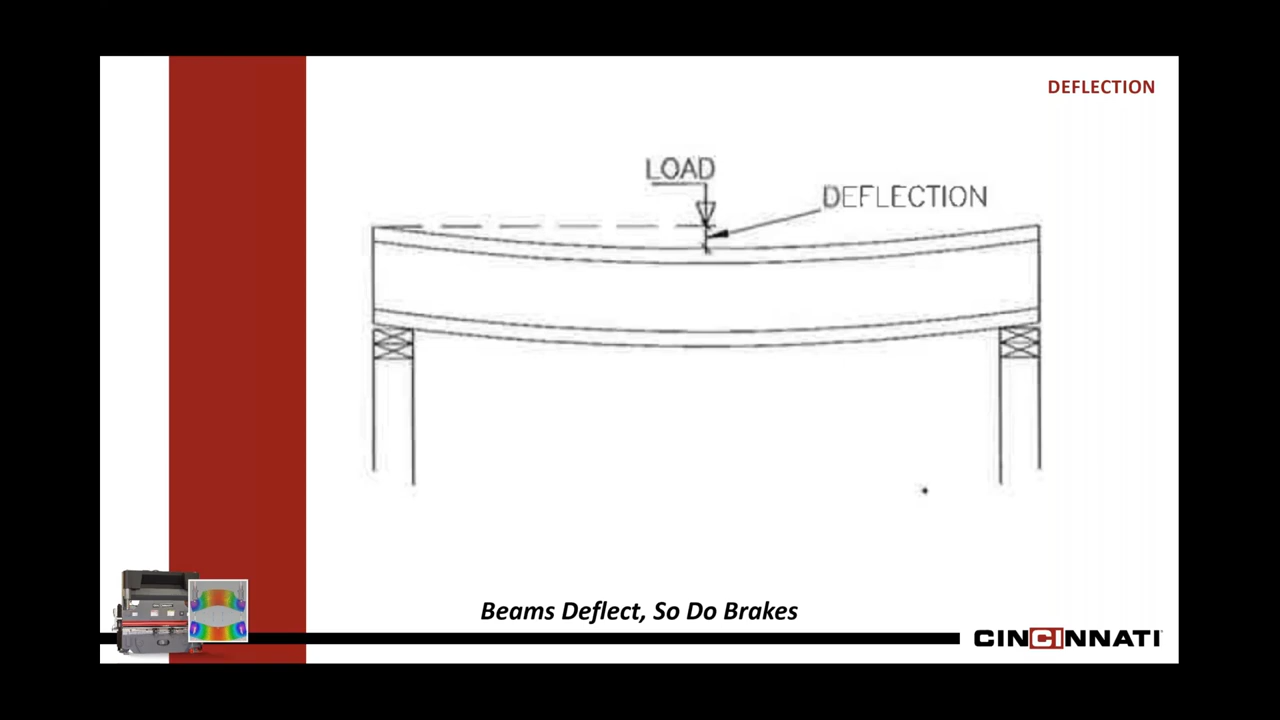 DEFLECTION
LOAD
DEFLECTION
Beams Deflect, So Do Brakes
CINCINNATI